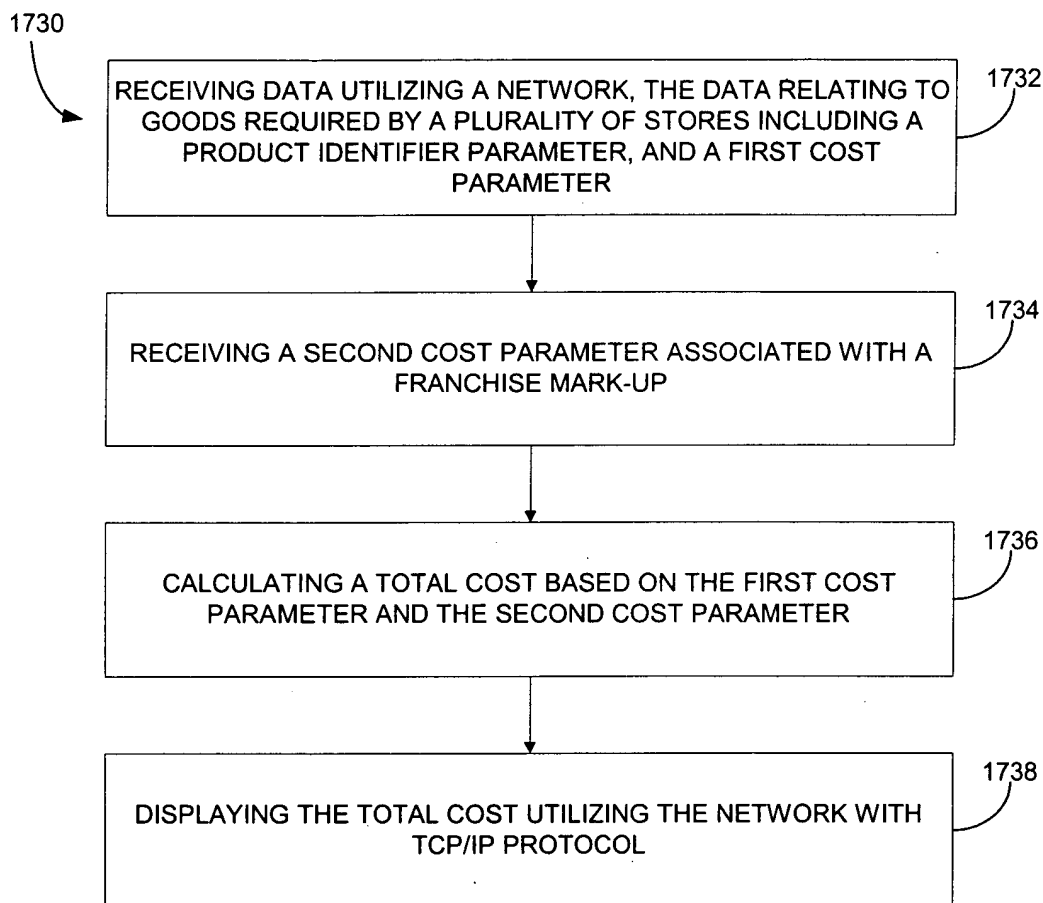 1730
RECEIVING DATA UTILIZING A NETWORK, THE DATA RELATING TO
GOODS REQUIRED BY A PLURALITY OF STORES INCLUDING A
PRODUCT IDENTIFIER PARAMETER, AND A FIRST COST
PARAMETER
1732
RECEIVING A SECOND COST PARAMETER ASSOCIATED WITH A
FRANCHISE MARK-UP
1734
CALCULATING A TOTAL COST BASED ON THE FIRST COST
PARAMETER AND THE SECOND COST PARAMETER
1736
DISPLAYING THE TOTAL COST UTILIZING THE NETWORK WITH
TCP/IP PROTOCOL
1738